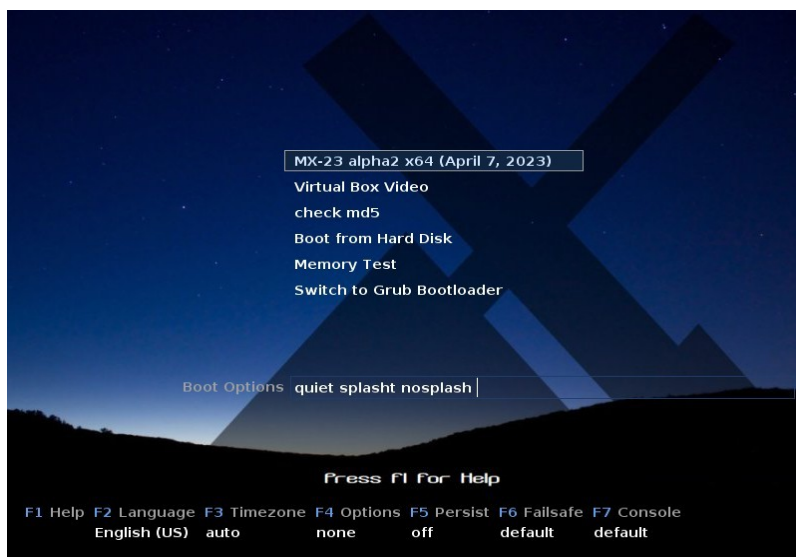 MX-23 alpha2 x64 (April 7, 2023)
Virtual Box Video
check md5
Boot from Hard Disk
Memory Test
Switch to Grub Bootloader
Boot Options quiet splasht nosplash
Press F1 for Help
F1 Help F2 Language F3 Timezone F4 Options F5 Persist F6 Failsafe F7 Console
English (US) auto none off default default